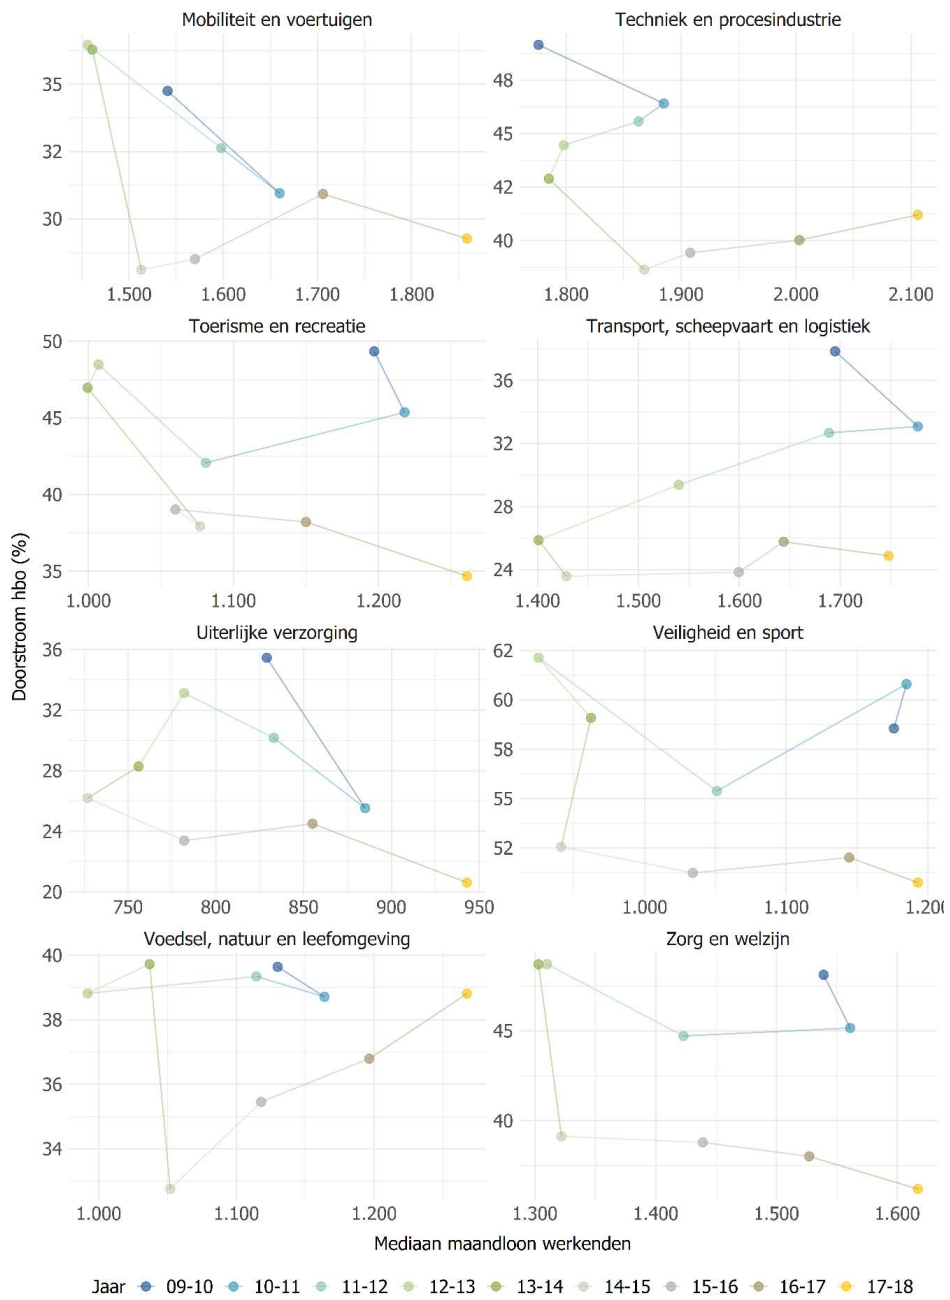 Mobiliteit en voertuigen
35
32
30
1.500 1.600 1.700 1.800
Techniek en procesindustrie
48
45
42
40
1.800 1.900 2.000 2.100
Toerisme en recreatie
50
45
40
35
1.000 1.100 1.200
Transport, scheepvaart en logistiek
36
32
28
24
1.400 1.500 1.600 1.700
Doorstroom hbo (%)
Uiterlijke verzorging
36
32
28
24
20
750 800 850 900 950
Veiligheid en sport
62
60
58
55
52
1.000 1.100 1.200
Voedsel, natuur en leefomgeving
40
38
36
34
1.000 1.100 1.200
Zorg en welzijn
45
40
1.300 1.400 1.500 1.600
Mediaan maandloon werkenden
Jaar 09-10 10-11 11-12 12-13 13-14 14-15 15-16 16-17 17-18